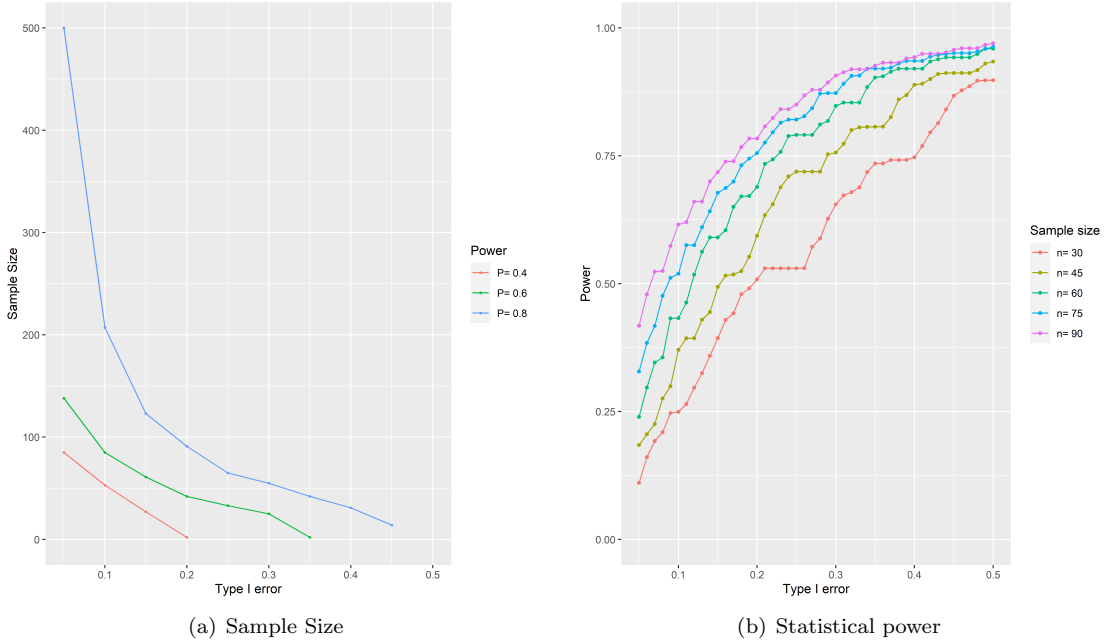 500
400
300
200
100
0
Sample Size
0.1 0.2 0.3 0.4 0.5
Type I error
Power
P= 0.4
P= 0.6
P= 0.8
(a) Sample Size
1.00
0.75
0.50
0.25
0.00
Power
0.1 0.2 0.3 0.4 0.5
Type I error
Sample size
n= 30
n= 45
n= 60
n= 75
n= 90
(b) Statistical power